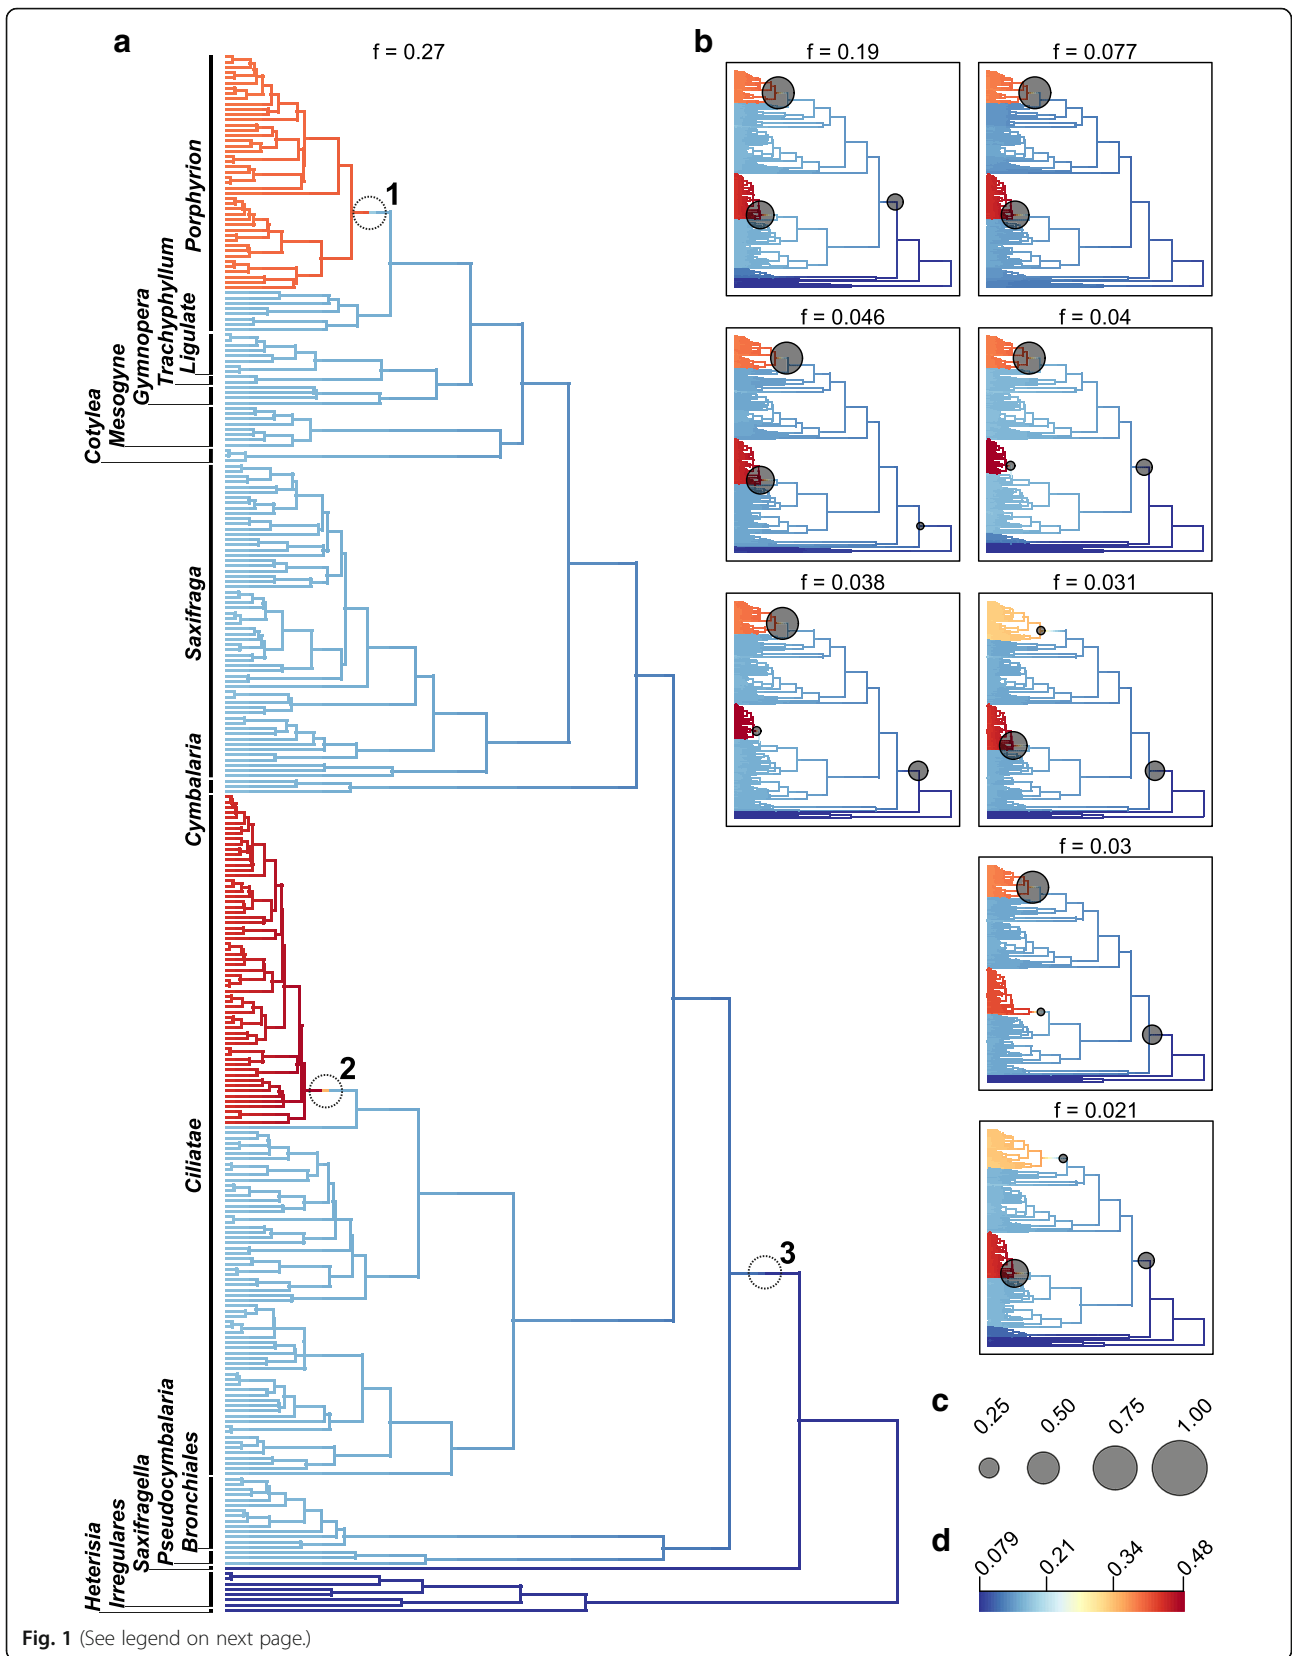 a
f = 0.27
Porphyrion
Trachyphyllum
Ligulate
Gymnopera
Mesogyne
Cotylea
Saxifraga
Cymbalaria
Ciliatae
Bronchiales
Pseudocymbalaria
Saxifragella
Irregulares
Heterisia
1
2
3
b
f = 0.19
f = 0.077
f = 0.046
f = 0.04
f = 0.038
f = 0.031
f = 0.03
f = 0.021
c
0.25 0.50 0.75 1.00
d
0.079 0.21 0.34 0.48
Fig. 1 (See legend on next page.)